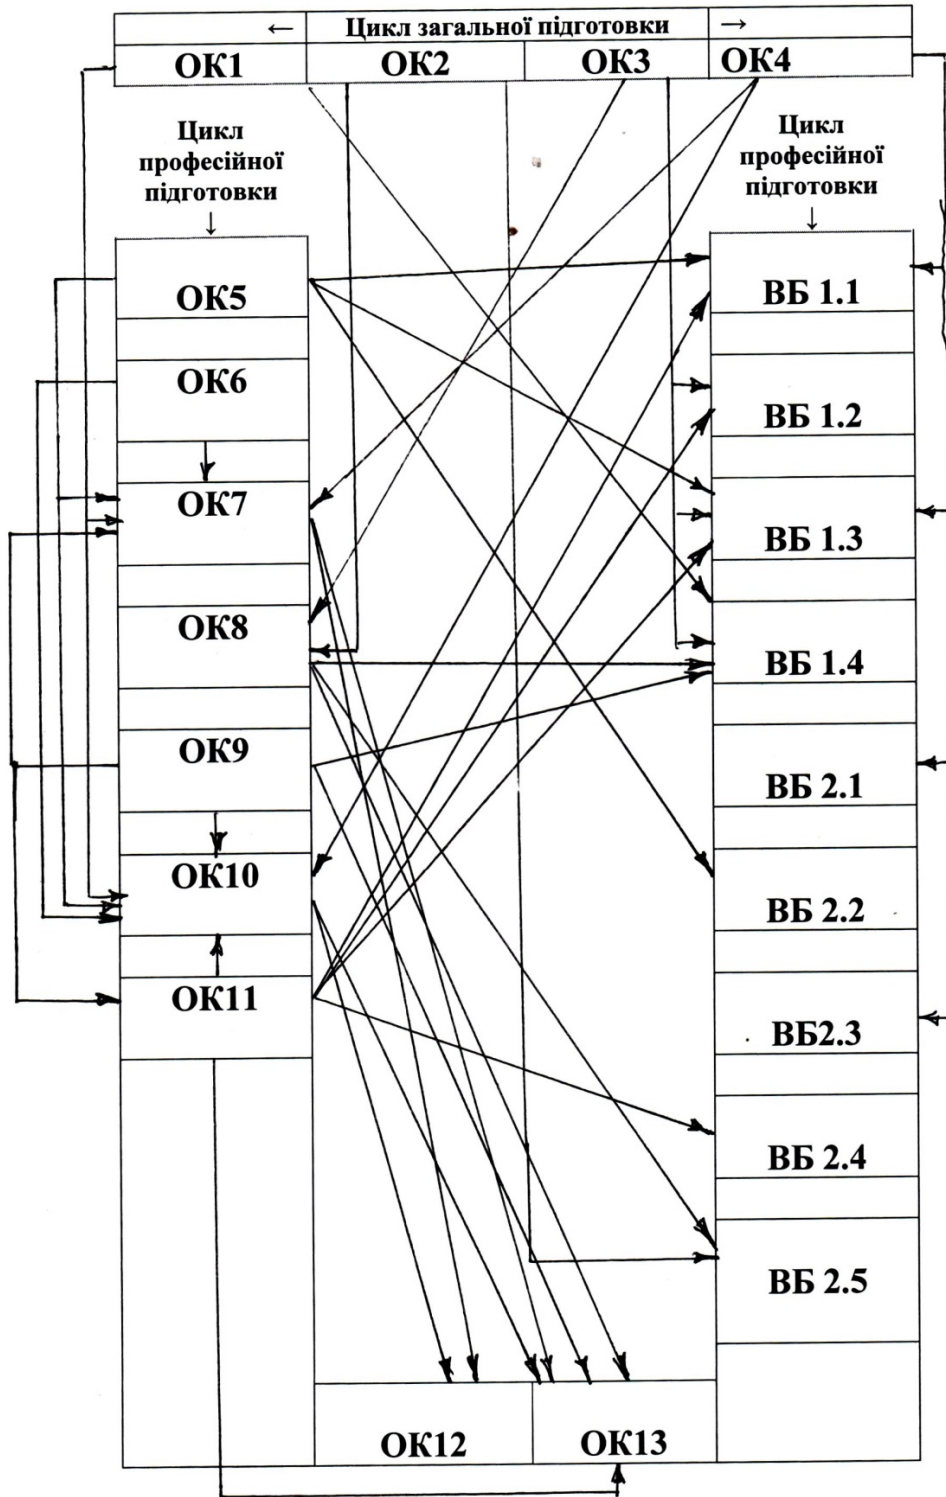 ← Цикл загальної підготовки →
ОК1 ОК2 ОК3 ОК4
Цикл
професійної
підготовки
↓
Цикл
професійної
підготовки
↓
ОК5
ОК6
ОК7
ОК8
ОК9
ОК10
ОК11
ВБ 1.1
ВБ 1.2
ВБ 1.3
ВБ 1.4
ВБ 2.1
ВБ 2.2
ВБ2.3
ВБ 2.4
ВБ 2.5
ОК12 ОК13